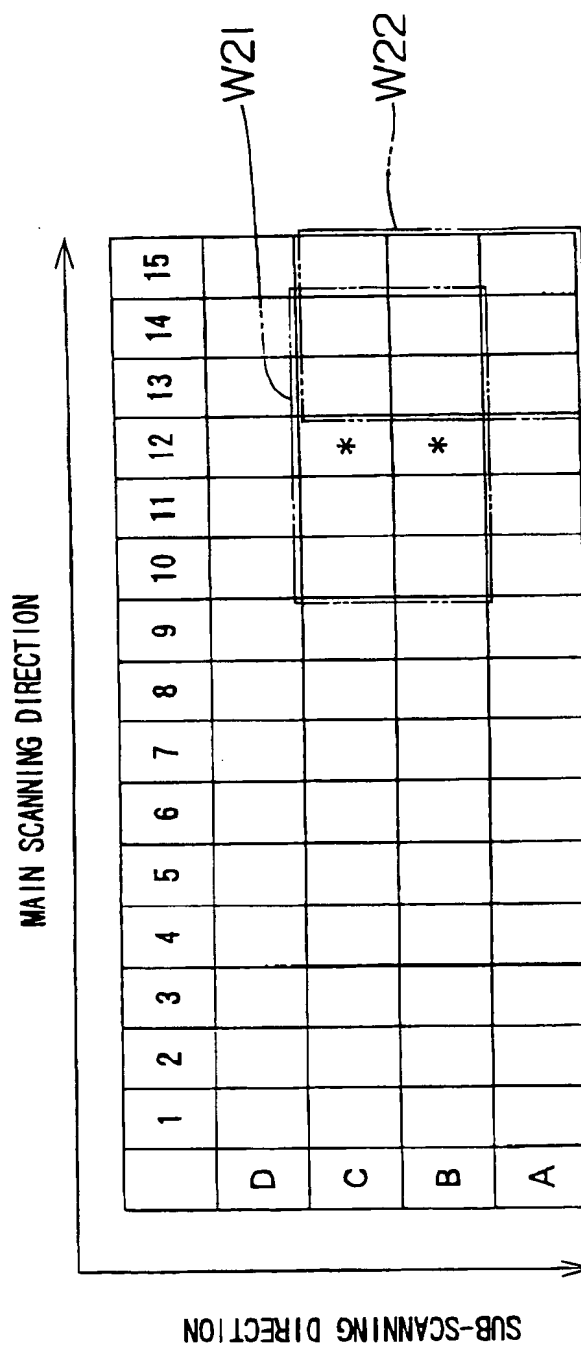 MAIN SCANNING DIRECTION
1 2 3 4 5 6 7 8 9 10 11 12 13 14 15
D
C *
B *
A
SUB-SCANNING DIRECTION
W21
W22